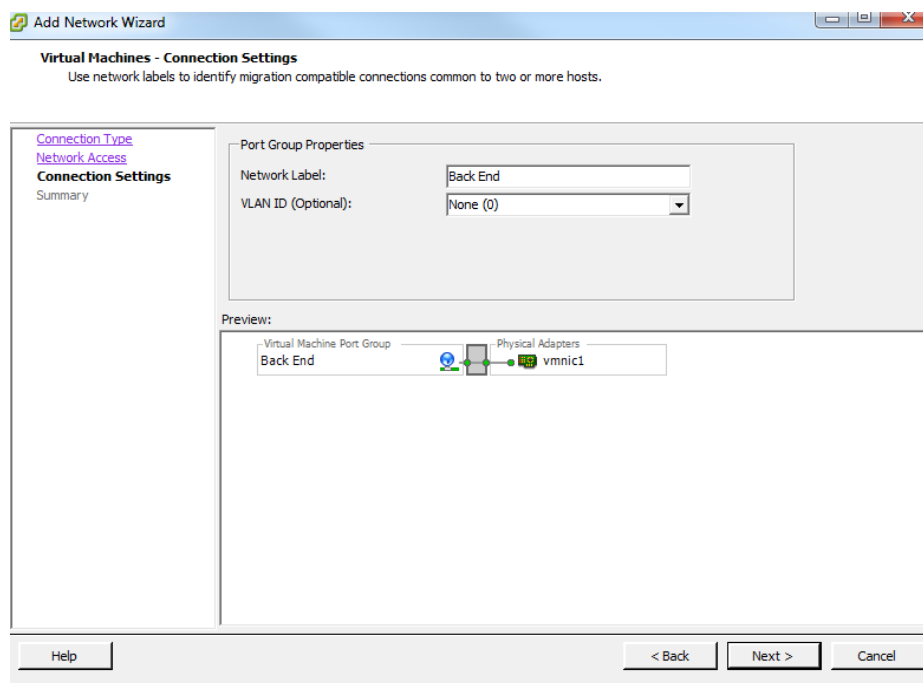 Add Network Wizard
Virtual Machines - Connection Settings
Use network labels to identify migration compatible connections common to two or more hosts.
Connection Type
Network Access
Connection Settings
Summary
Port Group Properties
Network Label:
Back End
VLAN ID (Optional):
None (0)
Preview:
Virtual Machine Port Group
Back End
Physical Adapters
vmnic1
Help
< Back
Next >
Cancel